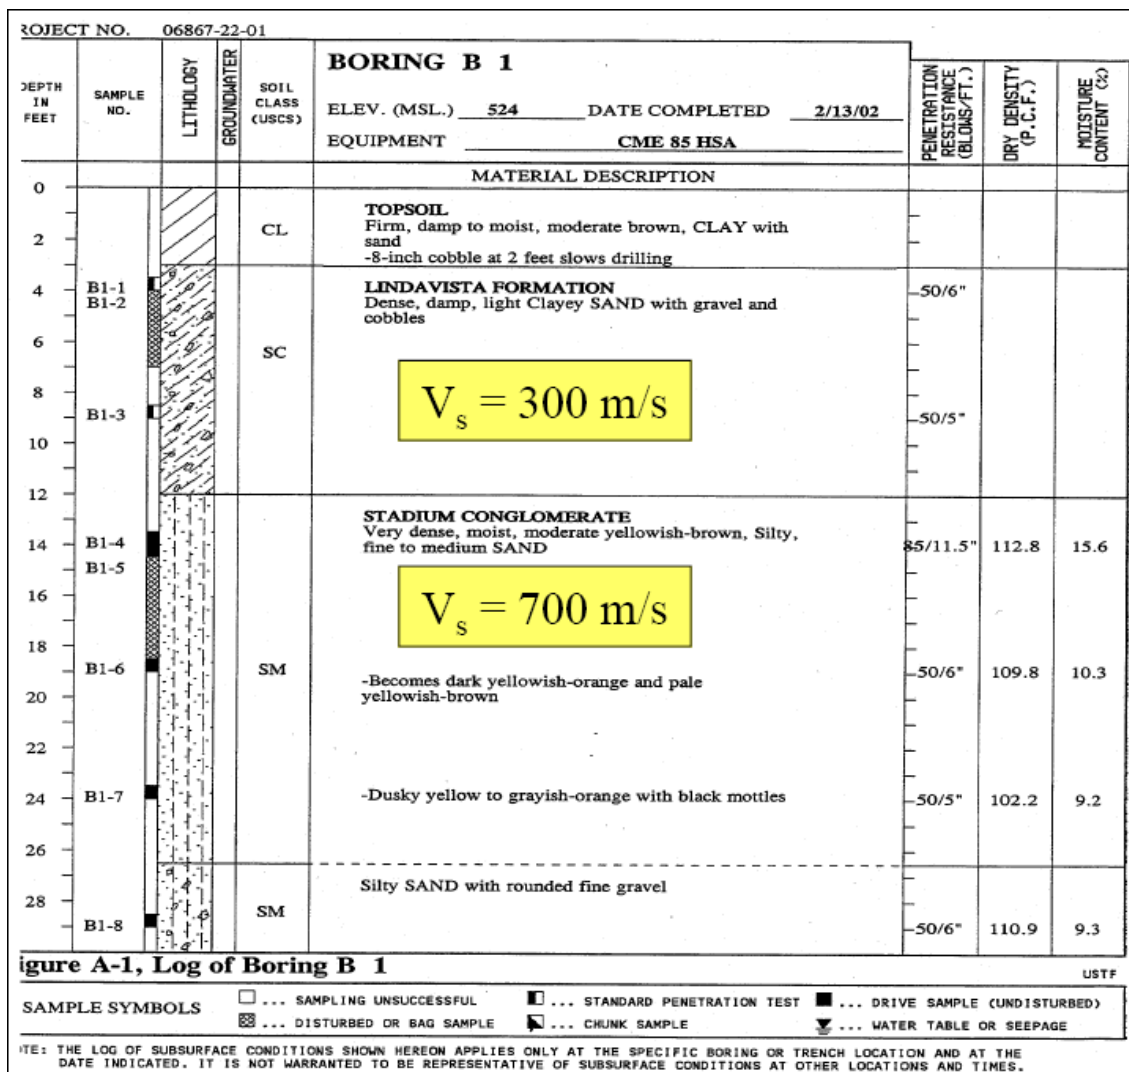 ROJECT NO. 06867-22-01
DEPTH IN FEET
SAMPLE NO.
LITHOLOGY
GROUNDWATER
SOIL CLASS (USCS)
BORING B 1
ELEV. (MSL.) 524 DATE COMPLETED 2/13/02
EQUIPMENT CME 85 HSA
PENETRATION RESISTANCE (BLOWS/FT.)
DRY DENSITY (P.C.F.)
MOISTURE CONTENT (%)
MATERIAL DESCRIPTION
0
TOPSOIL
CL Firm, damp to moist, moderate brown, CLAY with
2 sand
-8-inch cobble at 2 feet slows drilling
4 B1-1 LINDAVISTA FORMATION 50/6"
B1-2 Dense, damp, light Clayey SAND with gravel and
cobbles
6 SC
8
Vs = 300 m/s
B1-3 50/5"
10
12
STADIUM CONGLOMERATE
Very dense, moist, moderate yellowish-brown, Silty,
14 B1-4 fine to medium SAND 85/11.5" 112.8 15.6
B1-5
16
Vs = 700 m/s
18
B1-6 SM -Becomes dark yellowish-orange and pale 50/6" 109.8 10.3
20 yellowish-brown
22
24 B1-7 -Dusky yellow to grayish-orange with black mottles 50/5" 102.2 9.2
26
Silty SAND with rounded fine gravel
28 SM
B1-8 50/6" 110.9 9.3
igure A-1, Log of Boring B 1 USTF
SAMPLE SYMBOLS
... SAMPLING UNSUCCESSFUL ... STANDARD PENETRATION TEST ... DRIVE SAMPLE (UNDISTURBED)
... DISTURBED OR BAG SAMPLE ... CHUNK SAMPLE ... WATER TABLE OR SEEPAGE
TE: THE LOG OF SUBSURFACE CONDITIONS SHOWN HEREON APPLIES ONLY AT THE SPECIFIC BORING OR TRENCH LOCATION AND AT THE
DATE INDICATED. IT IS NOT WARRANTED TO BE REPRESENTATIVE OF SUBSURFACE CONDITIONS AT OTHER LOCATIONS AND TIMES.